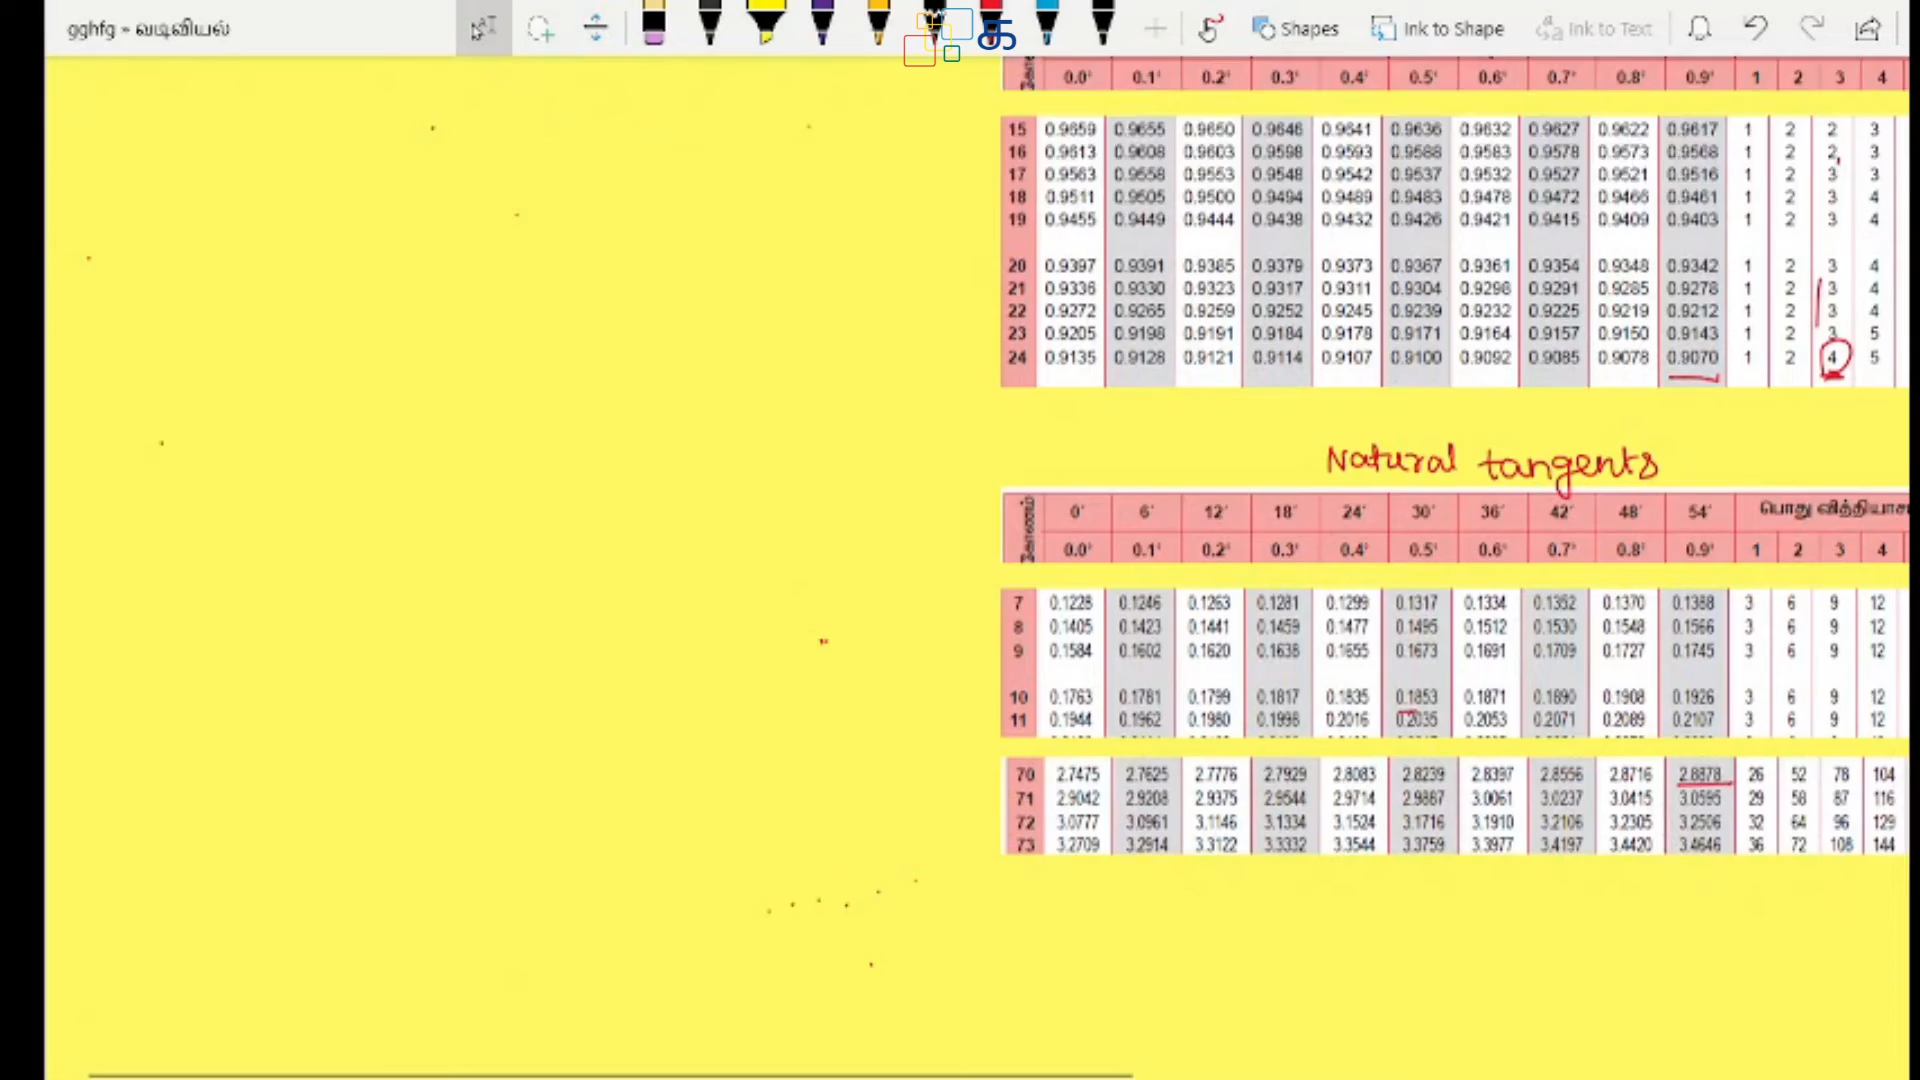 gghfg - வடிவியல்
Shapes Ink to Shape Ink to Text
க
0.0° 0.1° 0.2° 0.3° 0.4° 0.5° 0.6° 0.7° 0.8° 0.9° 1 2 3 4
15 0.9659 0.9655 0.9650 0.9646 0.9641 0.9636 0.9632 0.9627 0.9622 0.9617 1 2 2 3
16 0.9613 0.9608 0.9603 0.9598 0.9593 0.9588 0.9583 0.9578 0.9573 0.9568 1 2 2 3
17 0.9563 0.9558 0.9553 0.9548 0.9542 0.9537 0.9532 0.9527 0.9521 0.9516 1 2 3 3
18 0.9511 0.9505 0.9500 0.9494 0.9489 0.9483 0.9478 0.9472 0.9466 0.9461 1 2 3 4
19 0.9455 0.9449 0.9444 0.9438 0.9432 0.9426 0.9421 0.9415 0.9409 0.9403 1 2 3 4
20 0.9397 0.9391 0.9385 0.9379 0.9373 0.9367 0.9361 0.9354 0.9348 0.9342 1 2 3 4
21 0.9336 0.9330 0.9323 0.9317 0.9311 0.9304 0.9298 0.9291 0.9285 0.9278 1 2 3 4
22 0.9272 0.9265 0.9259 0.9252 0.9245 0.9239 0.9232 0.9225 0.9219 0.9212 1 2 3 4
23 0.9205 0.9198 0.9191 0.9184 0.9178 0.9171 0.9164 0.9157 0.9150 0.9143 1 2 3 5
24 0.9135 0.9128 0.9121 0.9114 0.9107 0.9100 0.9092 0.9085 0.9078 0.9070 1 2 4 5
Natural tangents
கோணம் 0′ 6′ 12′ 18′ 24′ 30′ 36′ 42′ 48′ 54′ பொது
0.0° 0.1° 0.2° 0.3° 0.4° 0.5° 0.6° 0.7° 0.8° 0.9° 1 2 3 4
7 0.1228 0.1246 0.1263 0.1281 0.1299 0.1317 0.1334 0.1352 0.1370 0.1388 3 6 9 12
8 0.1405 0.1423 0.1441 0.1459 0.1477 0.1495 0.1512 0.1530 0.1548 0.1566 3 6 9 12
9 0.1584 0.1602 0.1620 0.1638 0.1655 0.1673 0.1691 0.1709 0.1727 0.1745 3 6 9 12
10 0.1763 0.1781 0.1799 0.1817 0.1835 0.1853 0.1871 0.1890 0.1908 0.1926 3 6 9 12
11 0.1944 0.1962 0.1980 0.1998 0.2016 0.2035 0.2053 0.2071 0.2089 0.2107 3 6 9 12
70 2.7475 2.7625 2.7776 2.7929 2.8083 2.8239 2.8397 2.8556 2.8716 2.8878 26 52 78 104
71 2.9042 2.9208 2.9375 2.9544 2.9714 2.9887 3.0061 3.0237 3.0415 3.0595 29 58 87 116
72 3.0777 3.0961 3.1146 3.1334 3.1524 3.1716 3.1910 3.2106 3.2305 3.2506 32 64 96 129
73 3.2709 3.2914 3.3122 3.3332 3.3544 3.3759 3.3977 3.4197 3.4420 3.4646 36 72 108 144